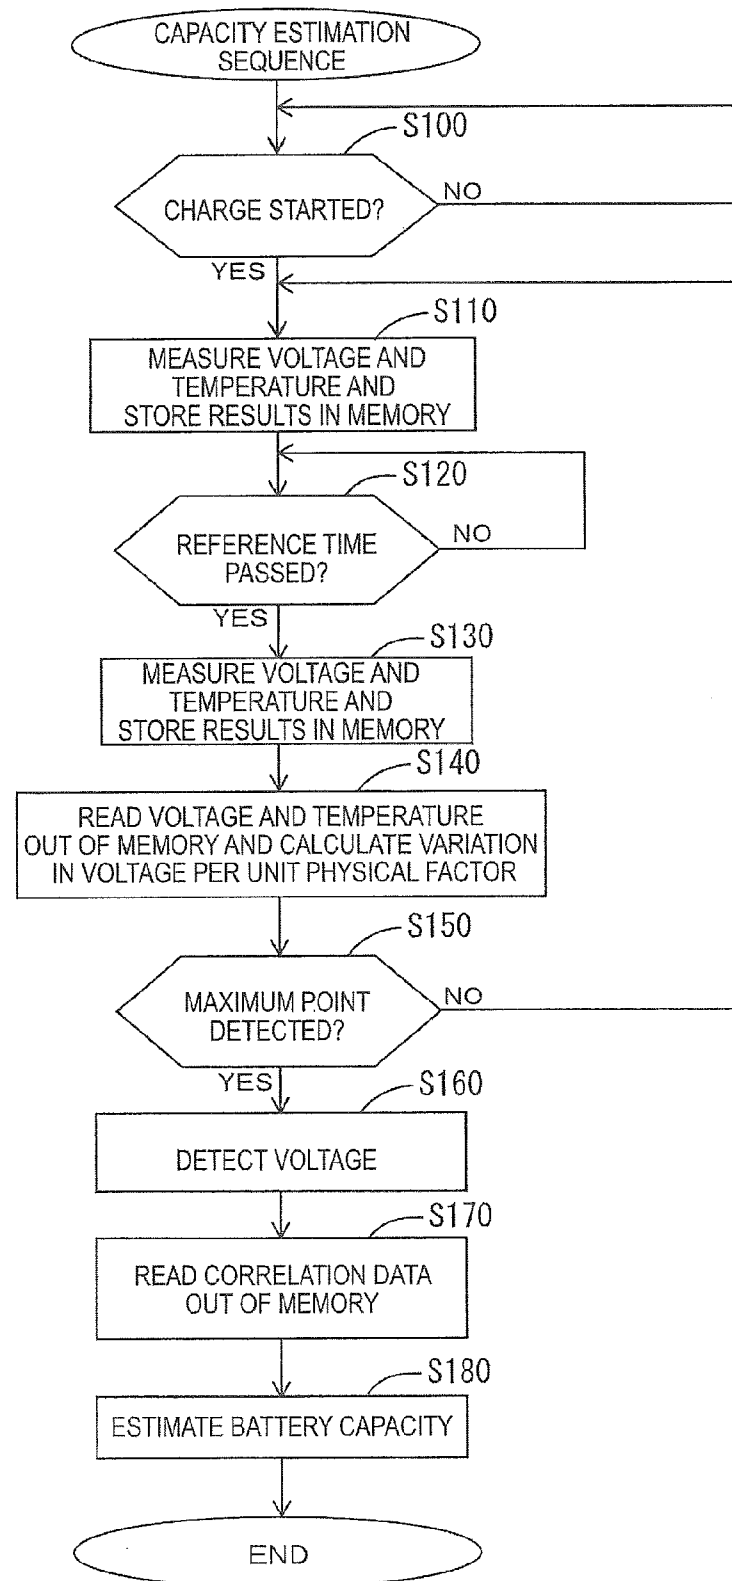 CAPACITY ESTIMATION
SEQUENCE
S100
CHARGE STARTED?
NO
YES
S110
MEASURE VOLTAGE AND
TEMPERATURE AND
STORE RESULTS IN MEMORY
S120
REFERENCE TIME
PASSED?
NO
YES
S130
MEASURE VOLTAGE AND
TEMPERATURE AND
STORE RESULTS IN MEMORY
S140
READ VOLTAGE AND TEMPERATURE
OUT OF MEMORY AND CALCULATE VARIATION
IN VOLTAGE PER UNIT PHYSICAL FACTOR
S150
MAXIMUM POINT
DETECTED?
NO
YES
S160
DETECT VOLTAGE
S170
READ CORRELATION DATA
OUT OF MEMORY
S180
ESTIMATE BATTERY CAPACITY
END